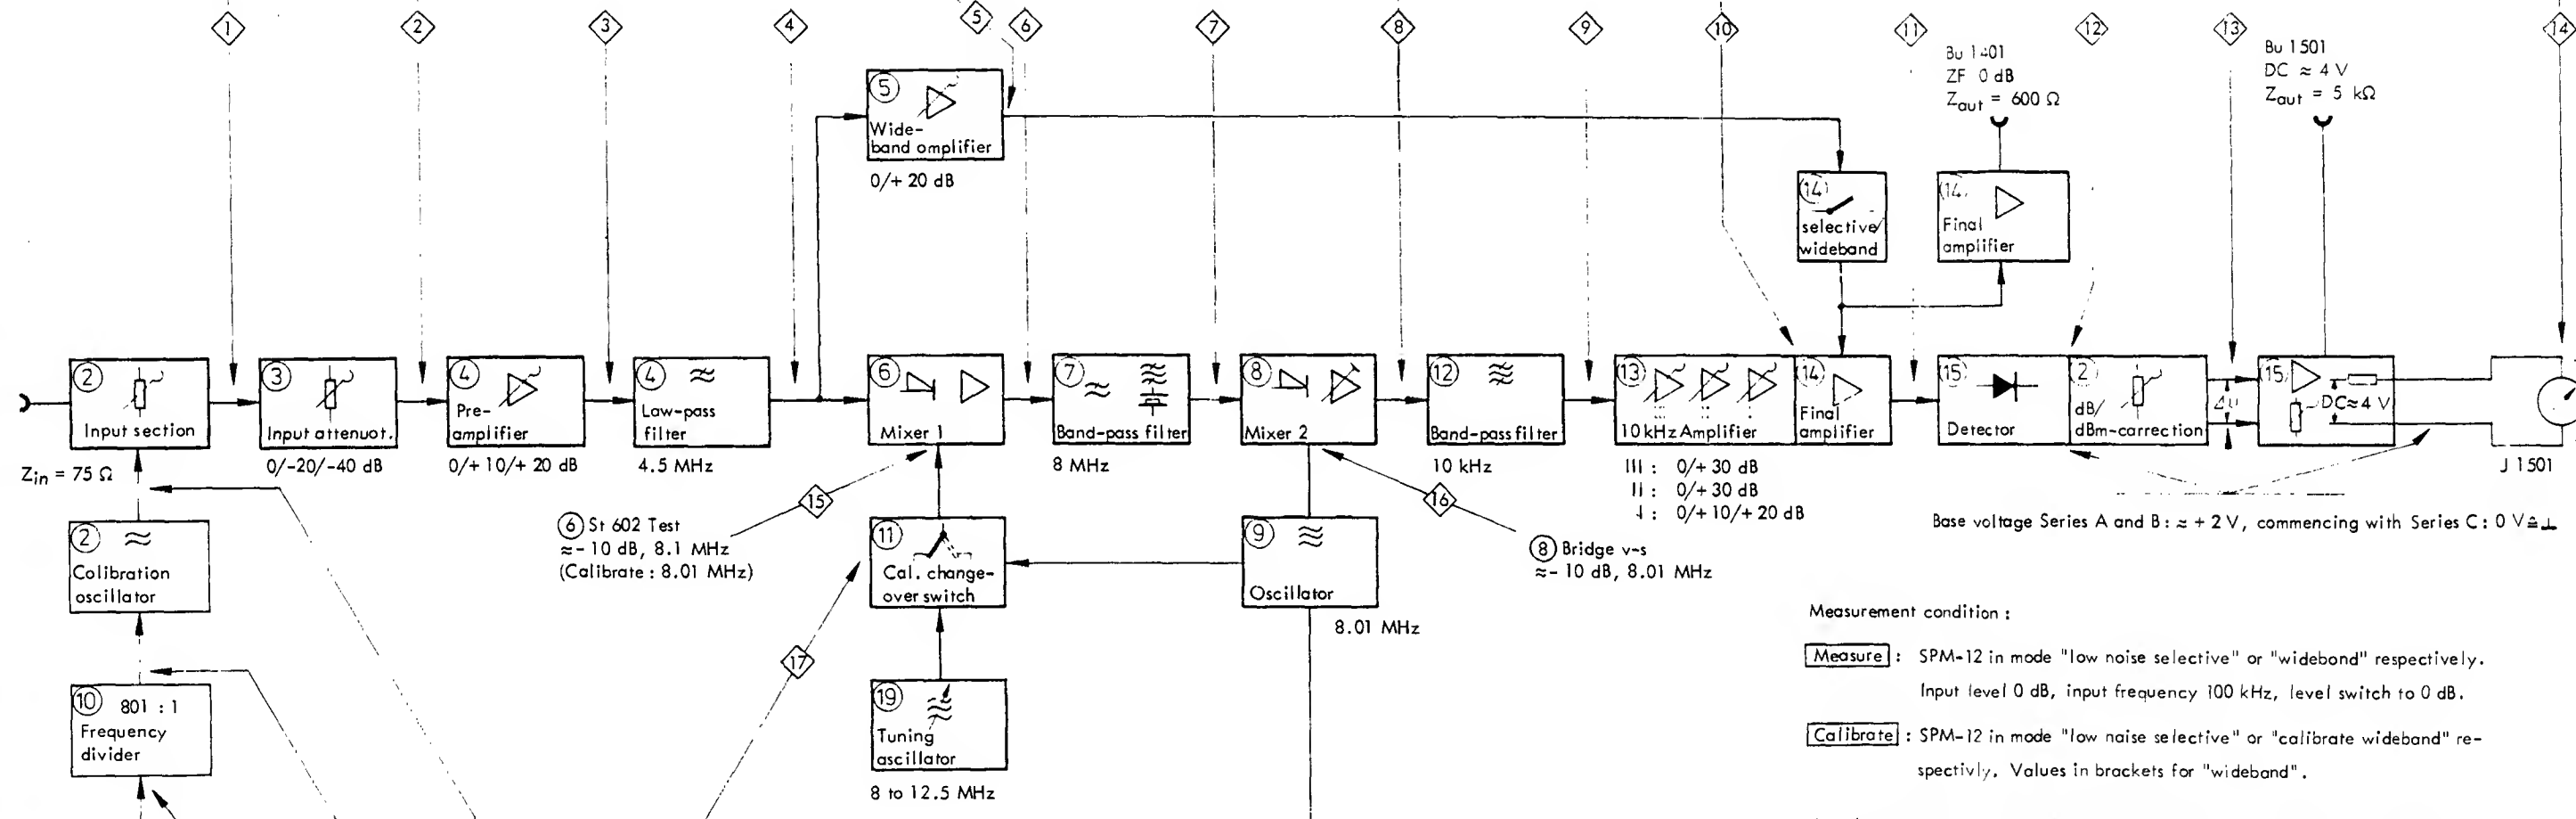 1
2
3
4
5
6
7
8
9
10
11
12
13
14
Bu 1401
ZF 0 dB
Zaut = 600 Ω
Bu 1501
DC ≈ 4 V
Zaut = 5 kΩ
5
Wide-
band omplifier
0/+ 20 dB
14
selective/
wideband
14
Final
amplifier
2
Input section
Zin = 75 Ω
3
Input attenuat.
0/-20/-40 dB
4
Pre-
amplifier
0/+ 10/+ 20 dB
4
Law-pass
filter
4.5 MHz
6
Mixer 1
7
Band-pass filter
8 MHz
8
Mixer 2
12
Band-pass filter
10 kHz
13
10 kHz Amplifier
III : 0/+ 30 dB
II : 0/+ 30 dB
I : 0/+ 10/+ 20 dB
14
Final
amplifier
15
Detector
2
dB/
dBm-carrection
Δu
15
DC≈4 V
J 1501
15
6 St 602 Test
≈- 10 dB, 8.1 MHz
(Calibrate : 8.01 MHz)
16
8 Bridge v-s
≈- 10 dB, 8.01 MHz
Base voltage Series A and B : ≈ + 2 V, commencing with Series C : 0 V ≙ ⊥
2
Colibration
oscillator
11
Cal. change-
over switch
9
Oscillator
8.01 MHz
17
10
801 : 1
Frequency
divider
19
Tuning
ascillator
8 to 12.5 MHz
Measurement condition :
Measure : SPM-12 in mode "low noise selective" or "widebond" respectively.
Input level 0 dB, input frequency 100 kHz, level switch to 0 dB.
Calibrate : SPM-12 in mode "low naise selective" or "calibrate wideband" re-
spectivly. Values in brackets for "wideband".